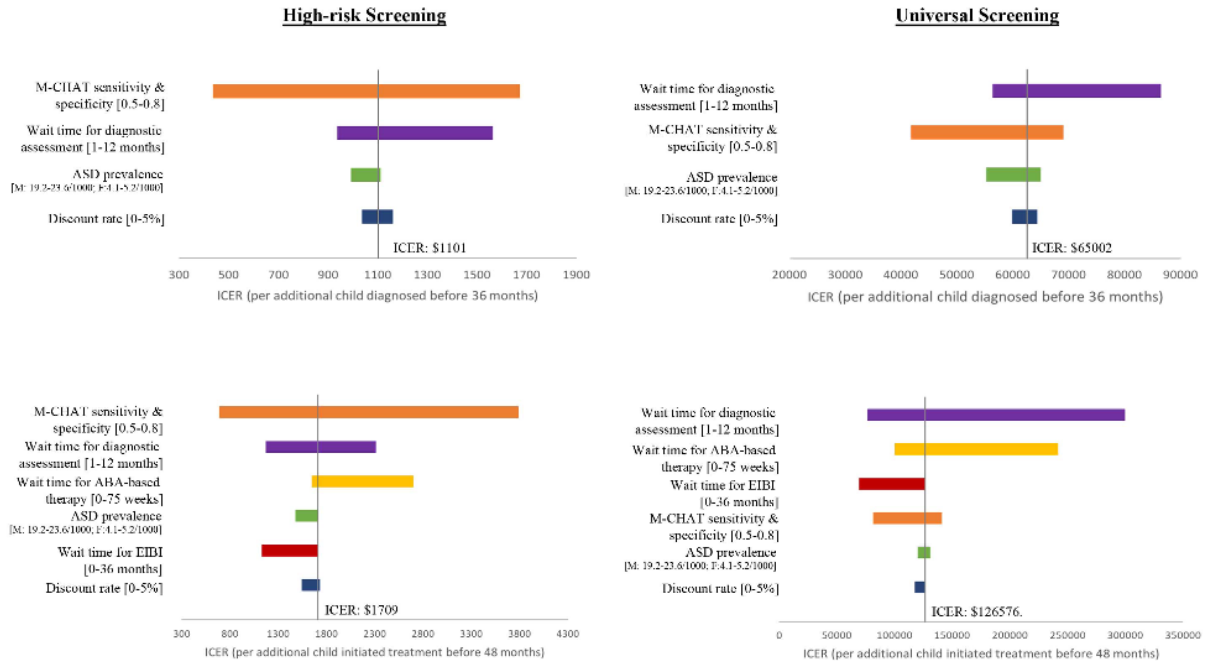 High-risk Screening
Universal Screening
M-CHAT sensitivity &
specificity [0.5-0.8]
Wait time for diagnostic
assessment [1-12 months]
ASD prevalence
[M: 19.2-23.6/1000; F:4.1-5.2/1000]
Discount rate [0-5%]
ICER: $1101
300 500 700 900 1100 1300 1500 1700 1900
ICER (per additional child diagnosed before 36 months)
Wait time for diagnostic
assessment [1-12 months]
M-CHAT sensitivity &
specificity [0.5-0.8]
ASD prevalence
[M: 19.2-23.6/1000; F:4.1-5.2/1000]
Discount rate [0-5%]
ICER: $65002
20000 30000 40000 50000 60000 70000 80000 90000
ICER (per additional child diagnosed before 36 months)
M-CHAT sensitivity &
specificity [0.5-0.8]
Wait time for diagnostic
assessment [1-12 months]
Wait time for ABA-based
therapy [0-75 weeks]
ASD prevalence
[M: 19.2-23.6/1000; F:4.1-5.2/1000]
Wait time for EIBI
[0-36 months]
Discount rate [0-5%]
ICER: $1709
300 800 1300 1800 2300 2800 3300 3800 4300
ICER (per additional child initiated treatment before 48 months)
Wait time for diagnostic
assessment [1-12 months]
Wait time for ABA-based
therapy [0-75 weeks]
Wait time for EIBI
[0-36 months]
M-CHAT sensitivity &
specificity [0.5-0.8]
ASD prevalence
[M: 19.2-23.6/1000; F:4.1-5.2/1000]
Discount rate [0-5%]
ICER: $126576.
0 50000 100000 150000 200000 250000 300000 350000
ICER (per additional child initiated treatment before 48 months)